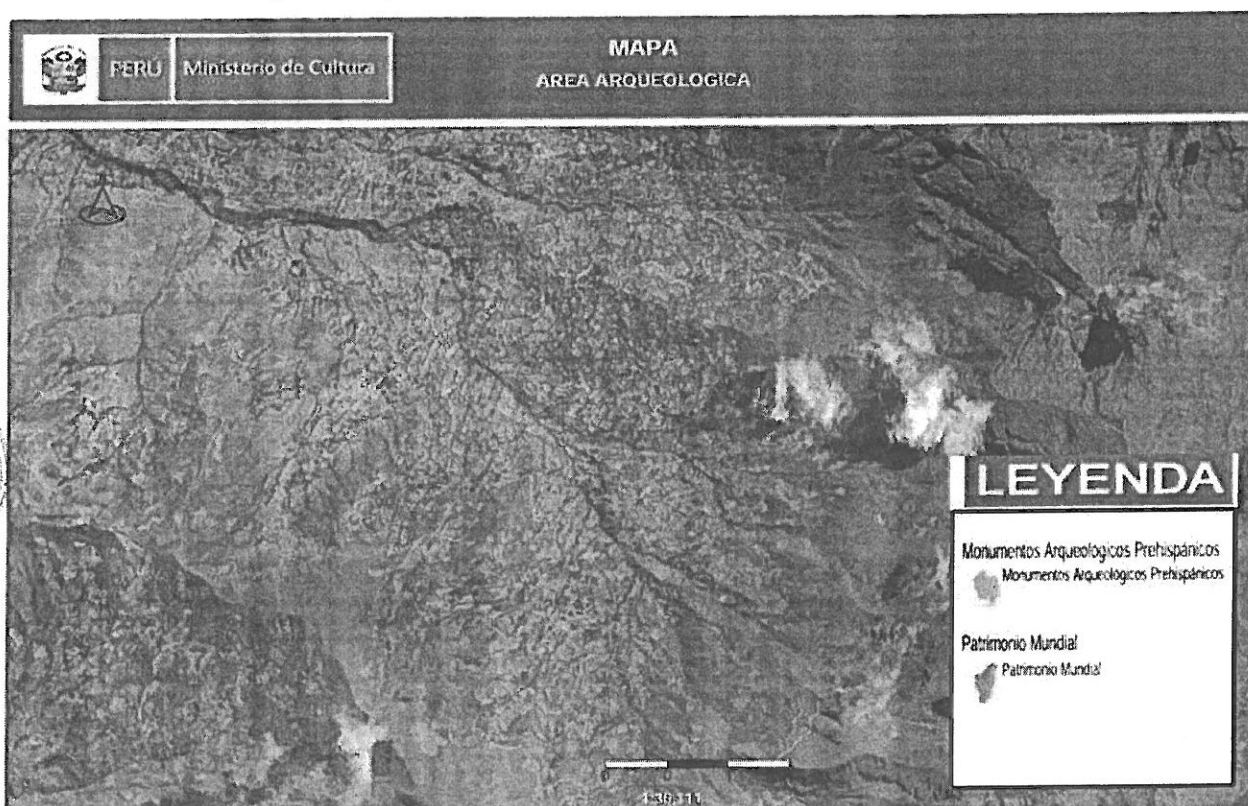 PERÚ
Ministerio de Cultura
MAPA
AREA ARQUEOLOGICA
LEYENDA
Monumentos Arqueológicos Prehispánicos
Monumentos Arqueológicos Prehispánicos
Patrimonio Mundial
Patrimonio Mundial